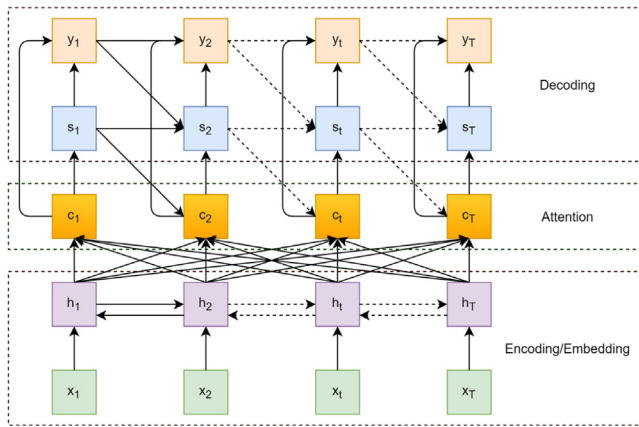 y1 y2 yt yT
Decoding
s1 s2 st sT
c1 c2 ct cT
Attention
h1 h2 ht hT
Encoding/Embedding
x1 x2 xt xT